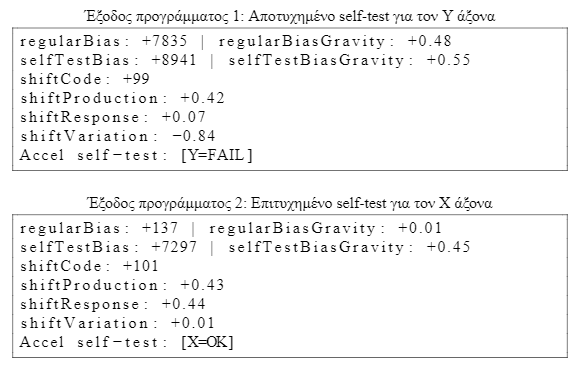 Έξοδος προγράμματος 1: Αποτυχημένο self-test για τον Y άξονα
regularBias: +7835 | regularBiasGravity: +0.48
selfTestBias: +8941 | selfTestBiasGravity: +0.55
shiftCode: +99
shiftProduction: +0.42
shiftResponse: +0.07
shiftVariation: −0.84
Accel self−test: [Y=FAIL]
Έξοδος προγράμματος 2: Επιτυχημένο self-test για τον X άξονα
regularBias: +137 | regularBiasGravity: +0.01
selfTestBias: +7297 | selfTestBiasGravity: +0.45
shiftCode: +101
shiftProduction: +0.43
shiftResponse: +0.44
shiftVariation: +0.01
Accel self−test: [X=OK]